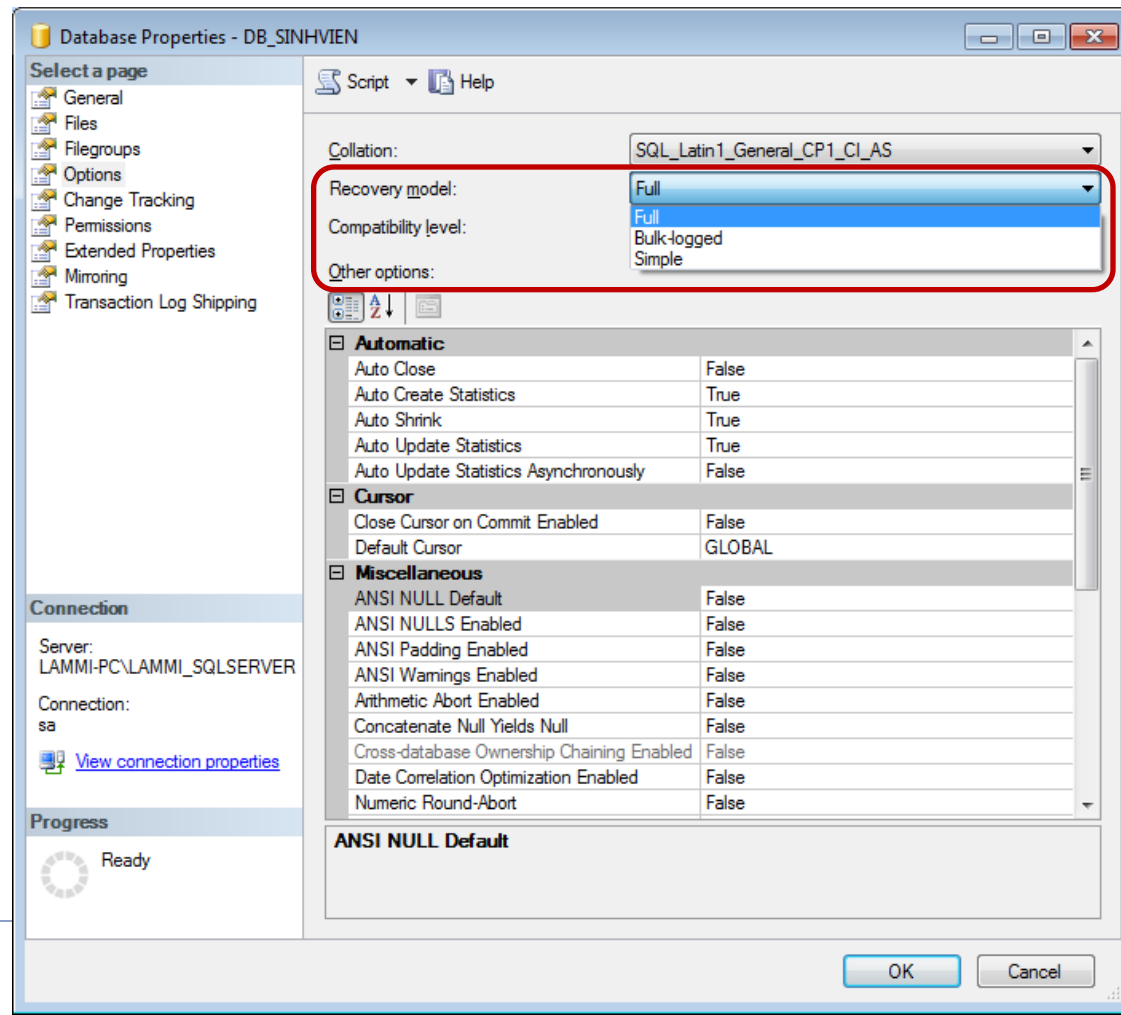 Database Properties - DB_SINHVIEN
Select a page
General
Files
Filegroups
Options
Change Tracking
Permissions
Extended Properties
Mirroring
Transaction Log Shipping
Script
Help
Collation: SQL_Latin1_General_CP1_CI_AS
Recovery model: Full
Full
Bulk-logged
Simple
Compatibility level:
Other options:
Automatic
Auto Close False
Auto Create Statistics True
Auto Shrink True
Auto Update Statistics True
Auto Update Statistics Asynchronously False
Cursor
Close Cursor on Commit Enabled False
Default Cursor GLOBAL
Miscellaneous
ANSI NULL Default False
ANSI NULLS Enabled False
ANSI Padding Enabled False
ANSI Warnings Enabled False
Arithmetic Abort Enabled False
Concatenate Null Yields Null False
Cross-database Ownership Chaining Enabled False
Date Correlation Optimization Enabled False
Numeric Round-Abort False
ANSI NULL Default
Connection
Server:
LAMMI-PC\LAMMI_SQLSERVER
Connection:
sa
View connection properties
Progress
Ready
OK
Cancel